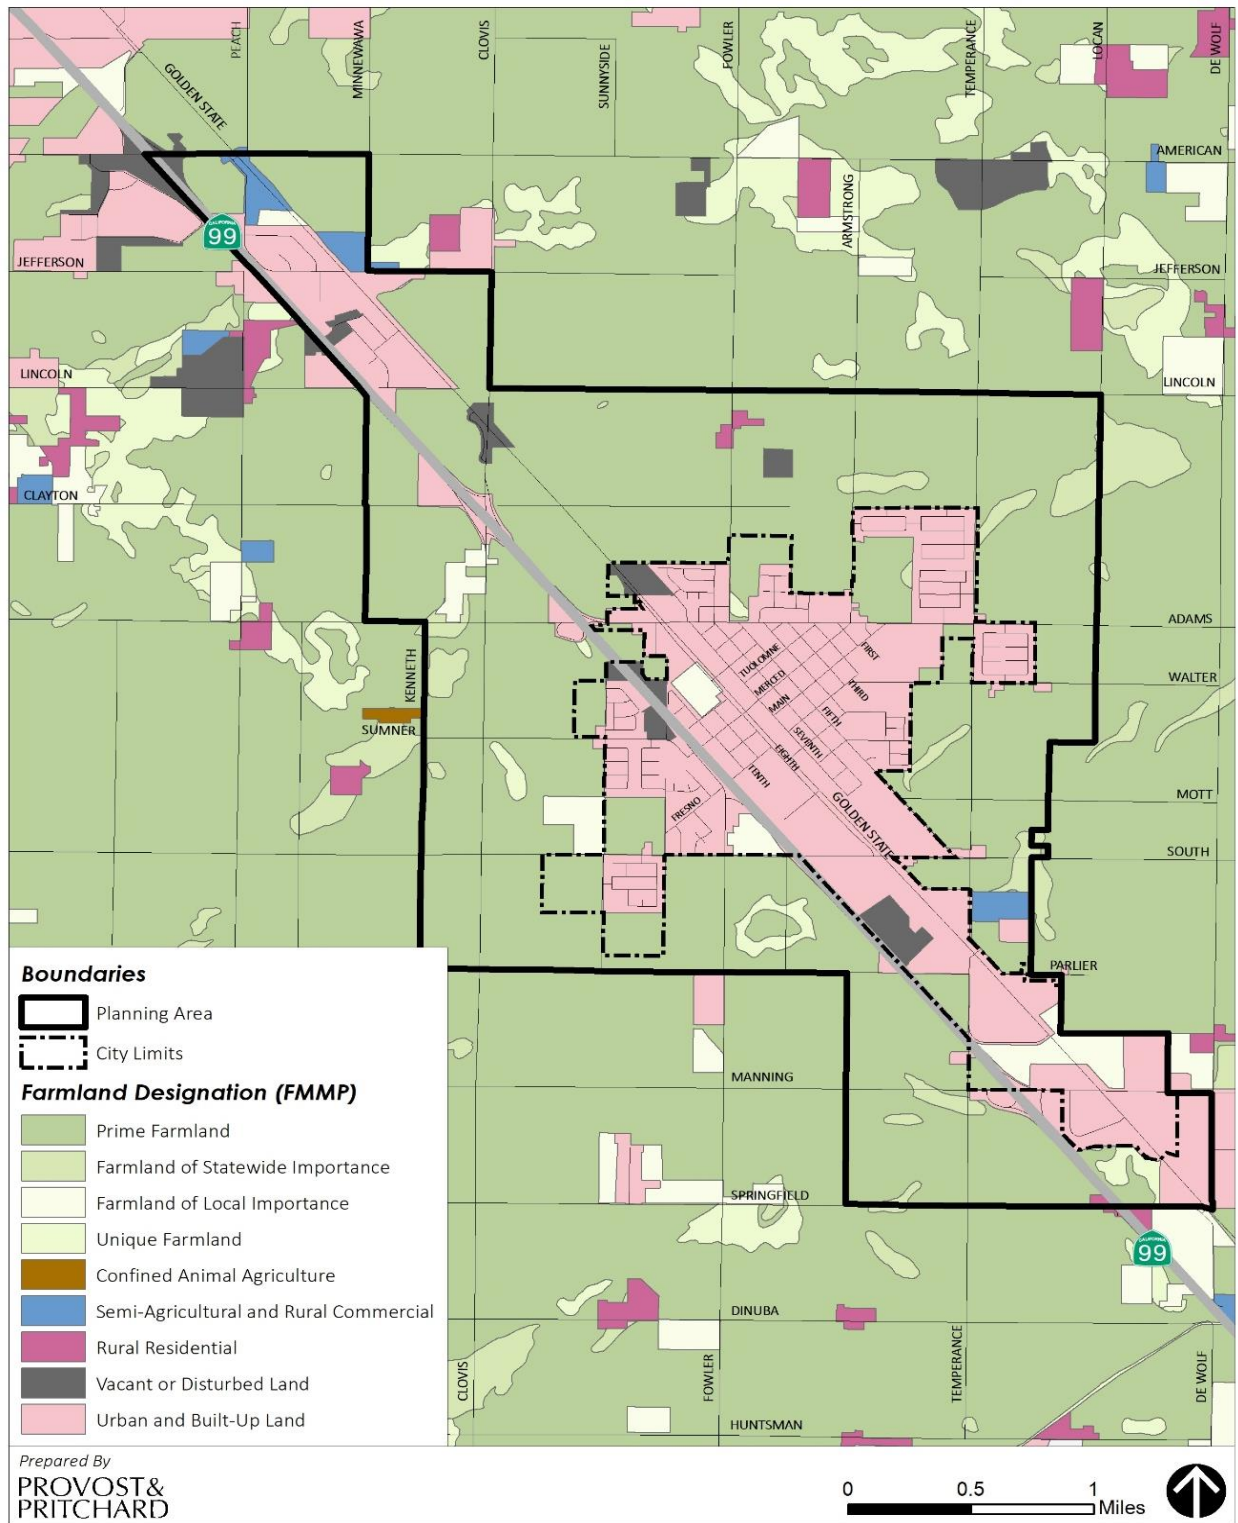 PEACH
MINNEWAWA
CLOVIS
SUNNYSIDE
FOWLER
TEMPERANCE
LOCAN
DE WOLF
GOLDEN STATE
AMERICAN
ARMSTRONG
CALIFORNIA
99
JEFFERSON
JEFFERSON
LINCOLN
LINCOLN
CLAYTON
ADAMS
KENNETH
TUOLOMNE
FIRST
MERCED
WALTER
MAIN
THIRD
SUMNER
FIFTH
SEVENTH
EIGHTH
TENTH
MOTT
FRESNO
GOLDEN STATE
SOUTH
PARLIER
MANNING
SPRINGFIELD
CALIFORNIA
99
DINUBA
CLOVIS
FOWLER
TEMPERANCE
DE WOLF
HUNTSMAN
Boundaries
Planning Area
City Limits
Farmland Designation (FMMP)
Prime Farmland
Farmland of Statewide Importance
Farmland of Local Importance
Unique Farmland
Confined Animal Agriculture
Semi-Agricultural and Rural Commercial
Rural Residential
Vacant or Disturbed Land
Urban and Built-Up Land
Prepared By
PROVOST&
PRITCHARD
0 0.5 1
Miles